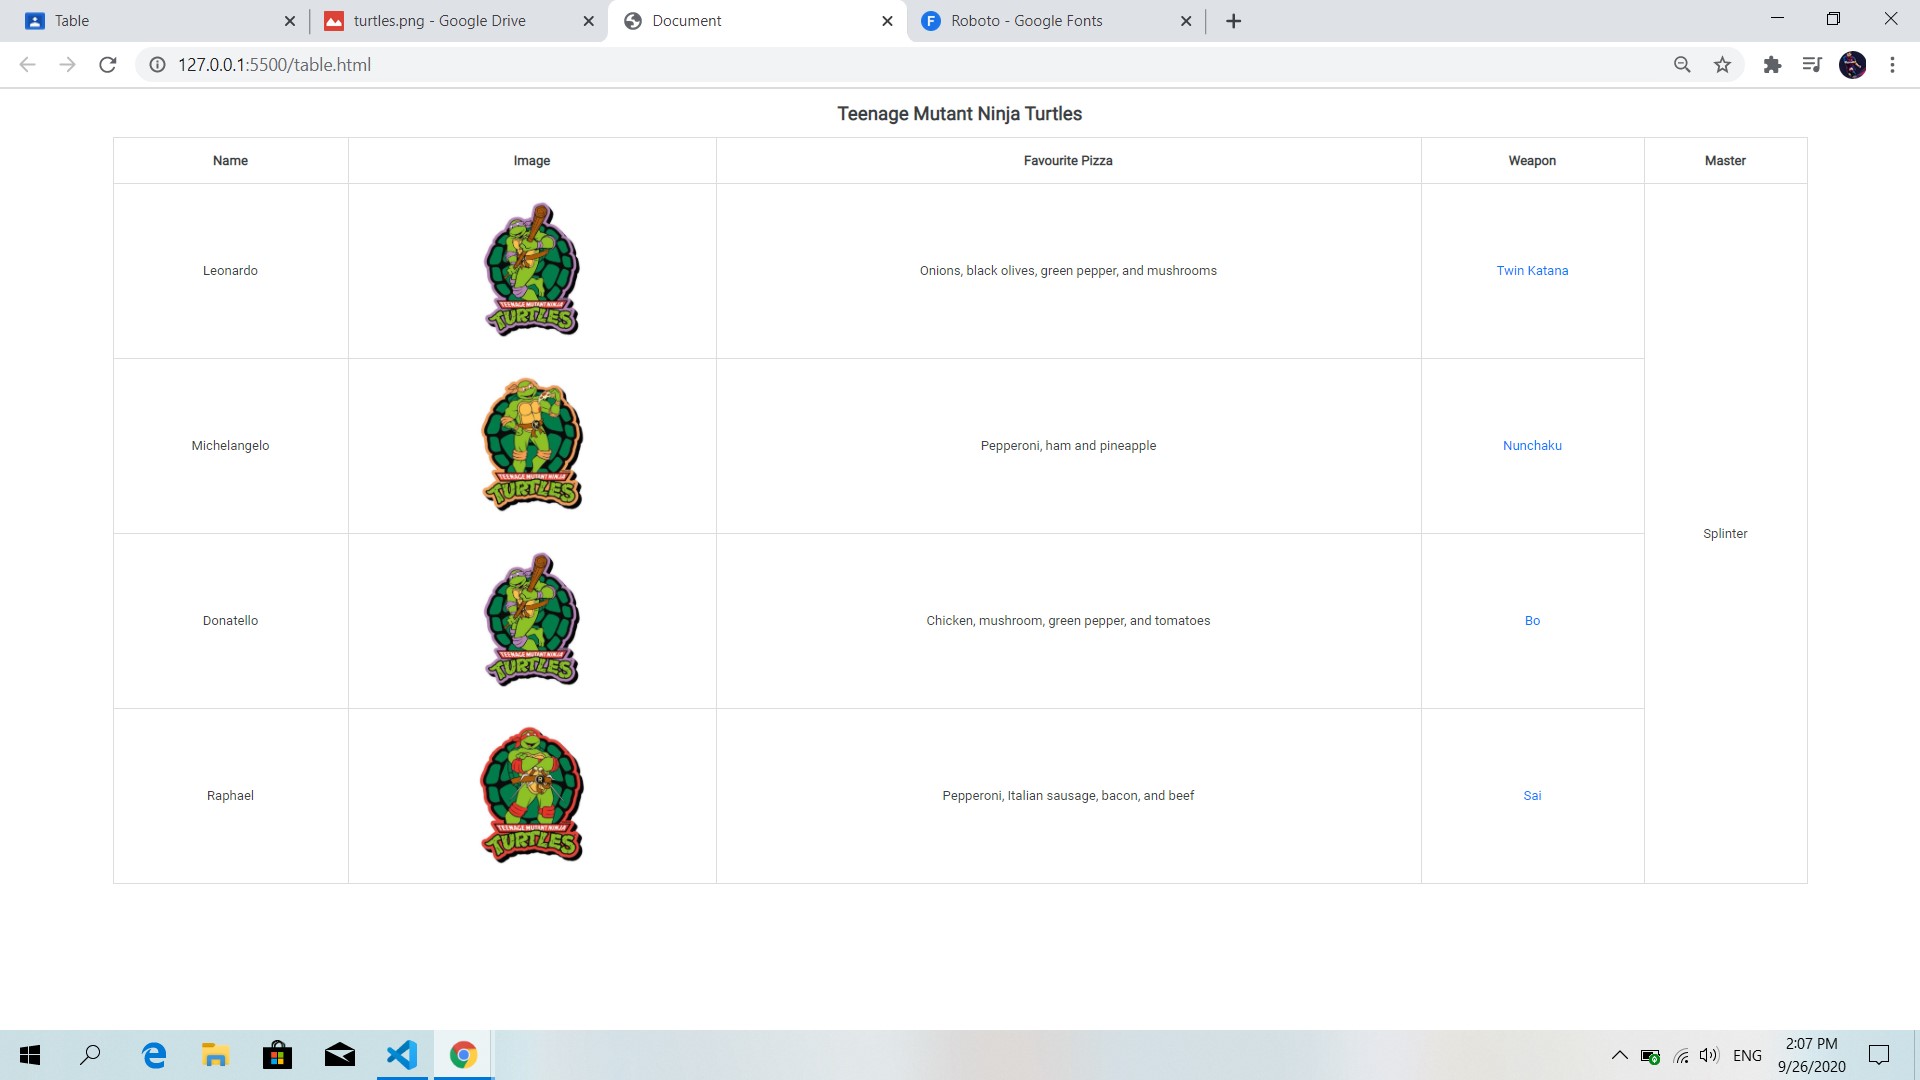 Table
turtles.png - Google Drive
Document
Roboto - Google Fonts
127.0.0.1:5500/table.html
Teenage Mutant Ninja Turtles
Name Image Favourite Pizza Weapon Master
TEENAGE MUTANT NINJA
TURTLES
Leonardo Onions, black olives, green pepper, and mushrooms Twin Katana
TEENAGE MUTANT NINJA
TURTLES
Michelangelo Pepperoni, ham and pineapple Nunchaku
Splinter
TEENAGE MUTANT NINJA
TURTLES
Donatello Chicken, mushroom, green pepper, and tomatoes Bo
TEENAGE MUTANT NINJA
TURTLES
Raphael Pepperoni, Italian sausage, bacon, and beef Sai
ENG
2:07 PM
9/26/2020